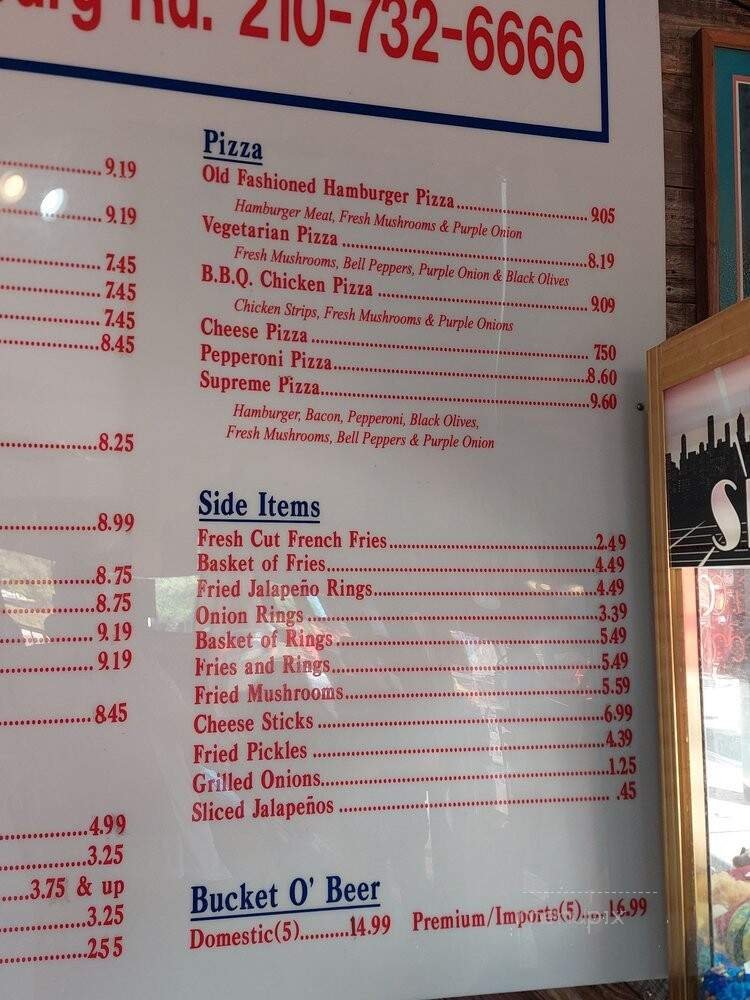 urg Rd. 210-732-6666
9.19
9.19
7.45
7.45
7.45
8.45
8.25
8.99
8.75
8.75
9.19
9.19
8.45
4.99
3.25
3.75 & up
3.25
2.55
Pizza
Old Fashioned Hamburger Pizza 9.05
Hamburger Meat, Fresh Mushrooms & Purple Onion
Vegetarian Pizza 8.19
Fresh Mushrooms, Bell Peppers, Purple Onion & Black Olives
B.B.Q. Chicken Pizza 9.09
Chicken Strips, Fresh Mushrooms & Purple Onions
Cheese Pizza 7.50
Pepperoni Pizza 8.60
Supreme Pizza 9.60
Hamburger, Bacon, Pepperoni, Black Olives,
Fresh Mushrooms, Bell Peppers & Purple Onion
Side Items
Fresh Cut French Fries 2.49
Basket of Fries 4.49
Fried Jalapeño Rings 4.49
Onion Rings 3.39
Basket of Rings 5.49
Fries and Rings 5.49
Fried Mushrooms 5.59
Cheese Sticks 6.99
Fried Pickles 4.39
Grilled Onions 1.25
Sliced Jalapeños .45
Bucket O' Beer
Domestic(5) 14.99 Premium/Imports(5) 16.99